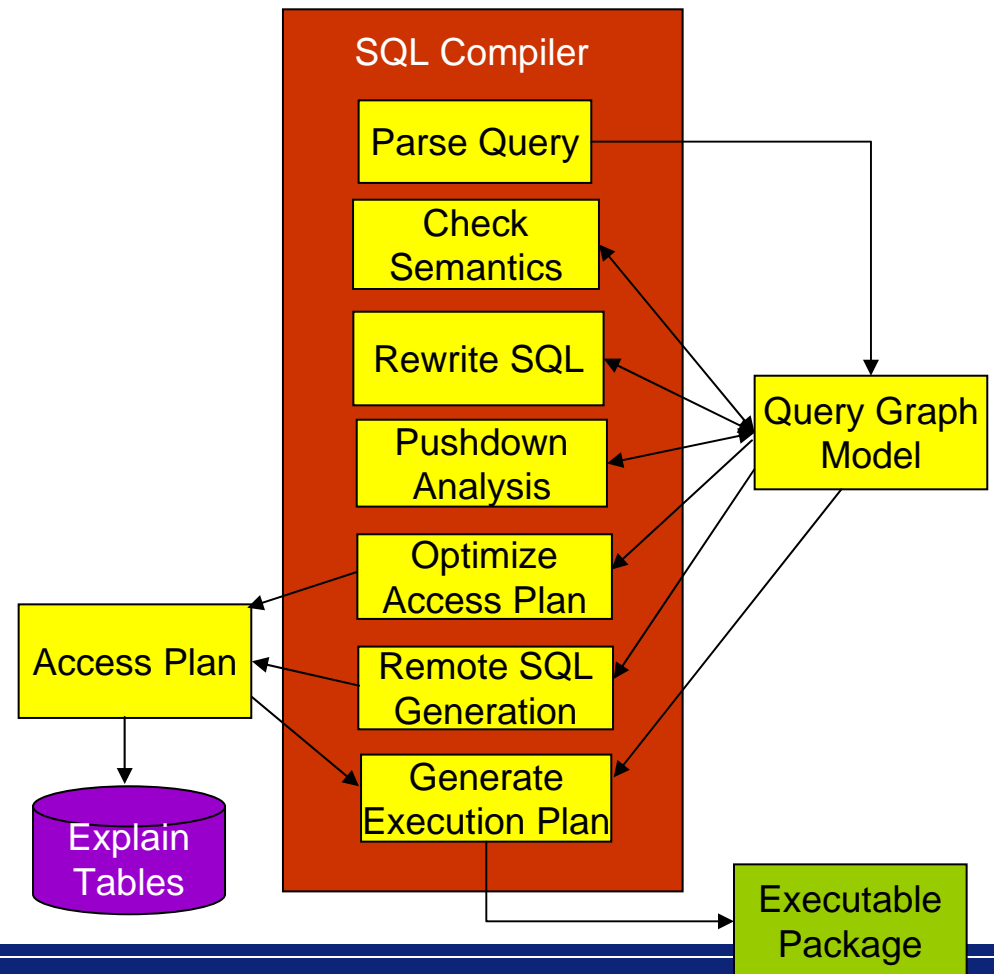 SQL Compiler
Parse Query
Check
Semantics
Rewrite SQL
Query Graph
Model
Pushdown
Analysis
Optimize
Access Plan
Access Plan
Remote SQL
Generation
Generate
Execution Plan
Explain
Tables
Executable
Package